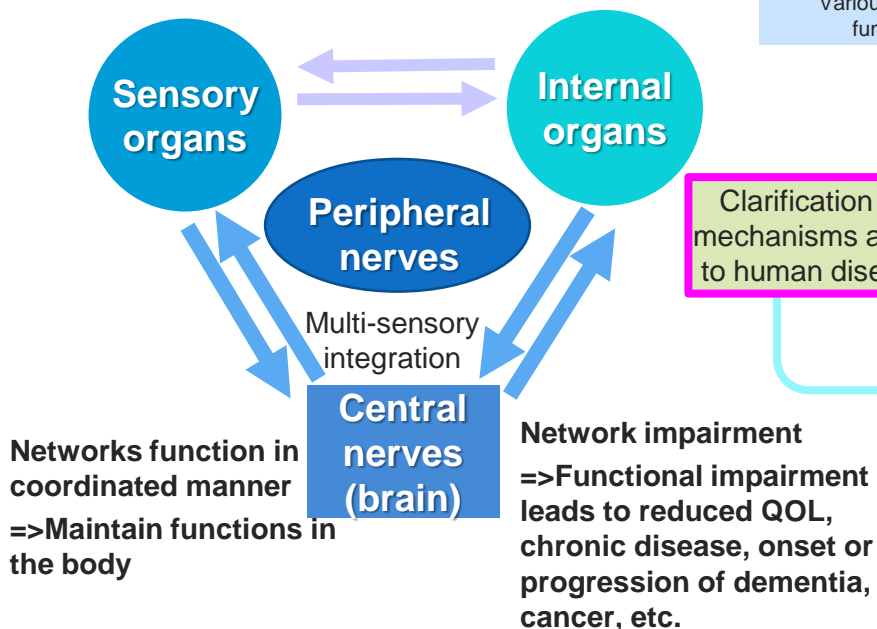 Variou
fun
Sensory
organs
Internal
organs
Peripheral
nerves
Clarification
mechanisms a
to human dise
Multi-sensory
integration
Central
nerves
(brain)
Networks function in
coordinated manner
=>Maintain functions in
the body
Network impairment
=>Functional impairment
leads to reduced QOL,
chronic disease, onset or
progression of dementia,
cancer, etc.